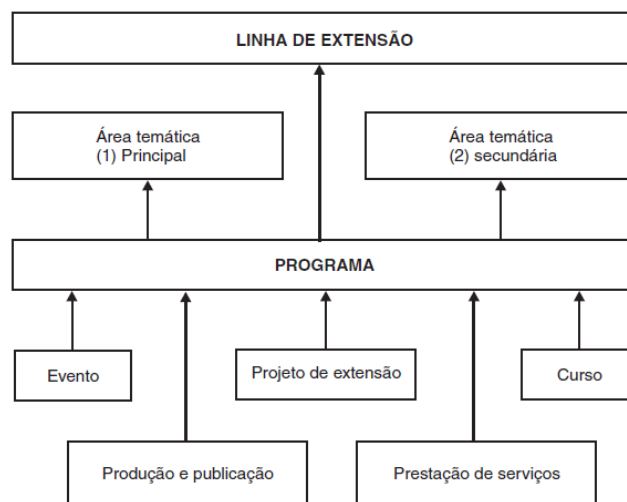 LINHA DE EXTENSÃO
Área temática
(1) Principal
Área temática
(2) secundária
PROGRAMA
Evento
Projeto de extensão
Curso
Produção e publicação
Prestação de serviços